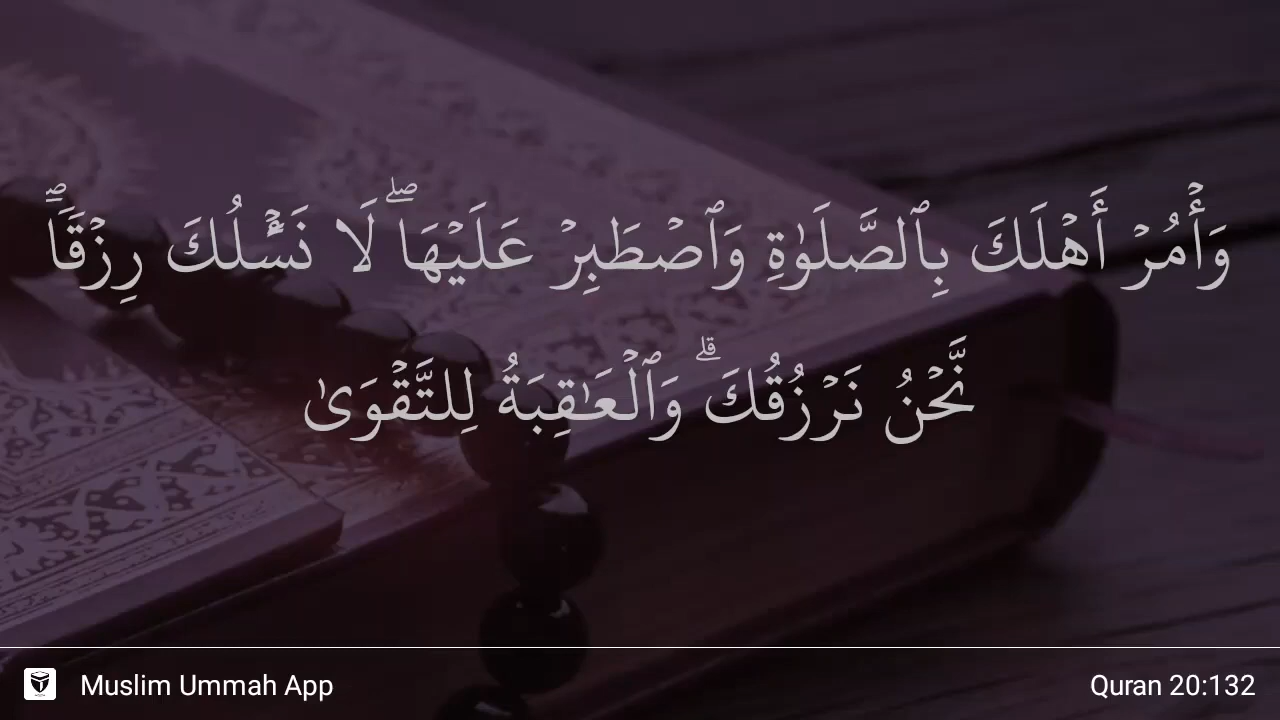 وَأْمُرْ أَهْلَكَ بِٱلصَّلَوٰةِ وَٱصْطَبِرْ عَلَيْهَا ۖ لَا نَسْـَٔلُكَ رِزْقًا ۖ
نَّحْنُ نَرْزُقُكَ ۗ وَٱلْعَـٰقِبَةُ لِلتَّقْوَىٰ
Muslim Ummah App
Quran 20:132